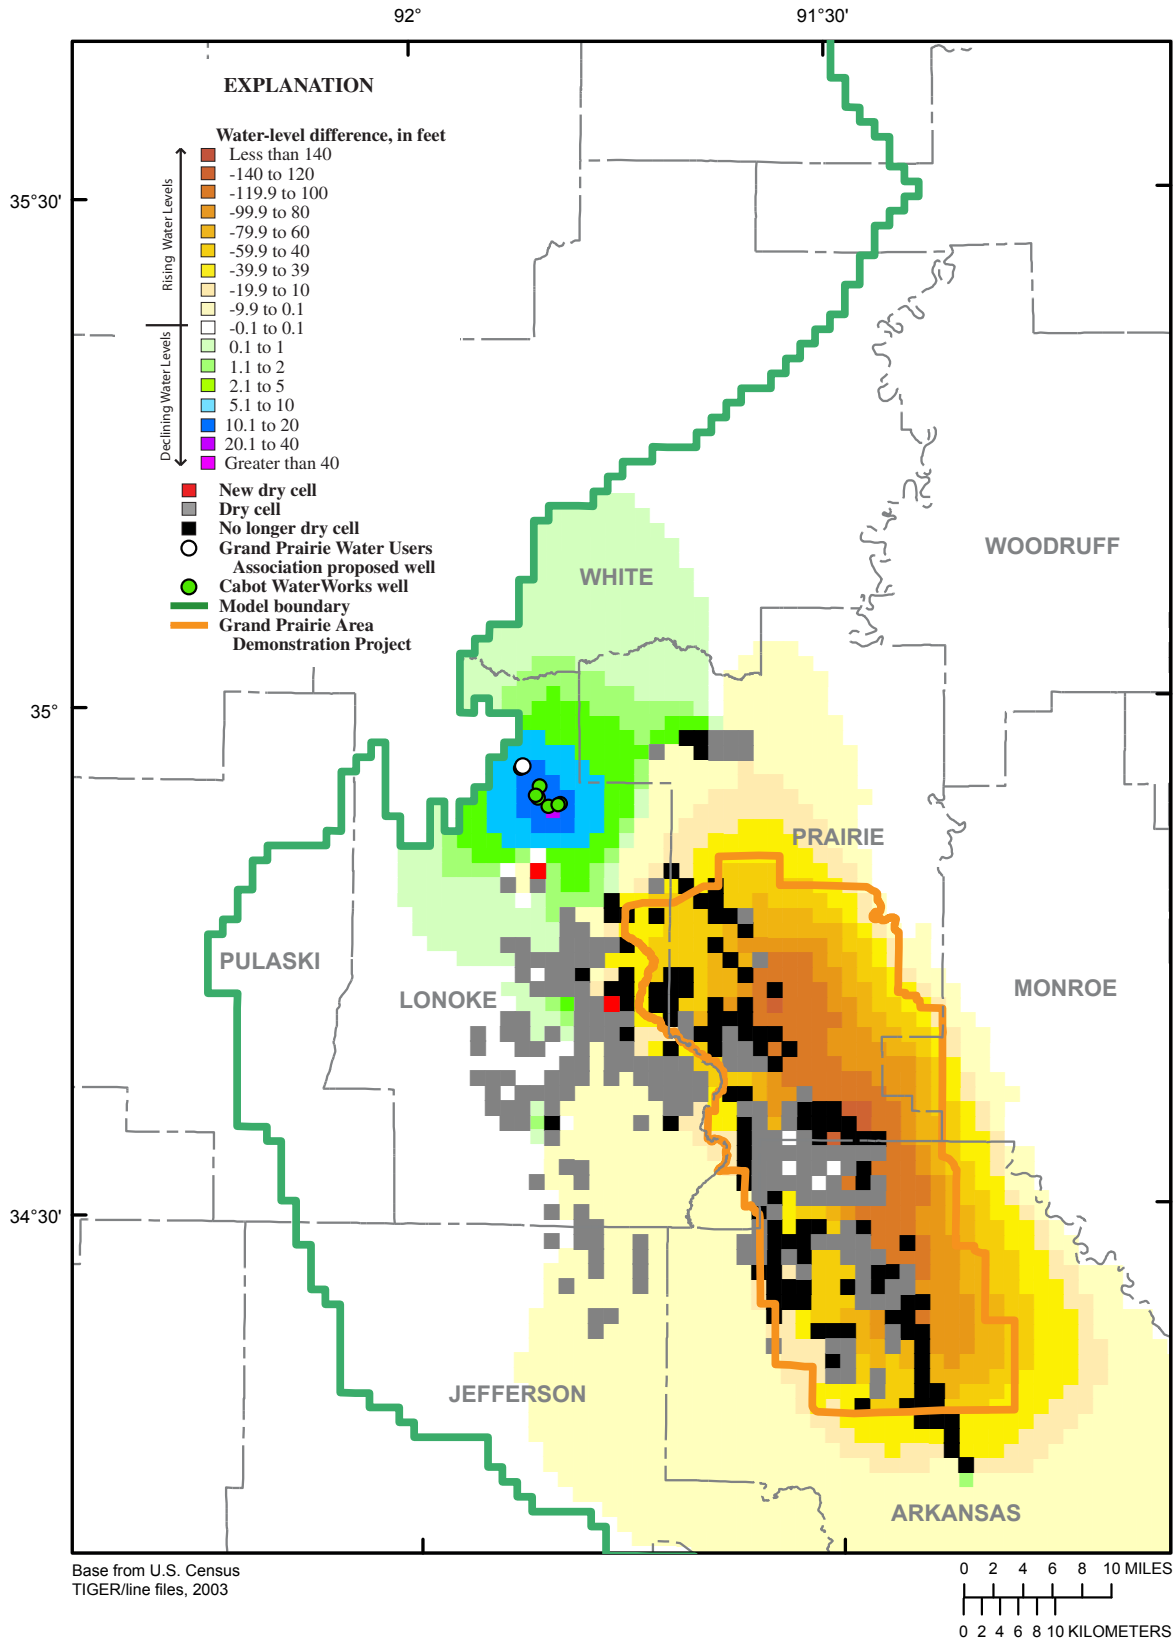 92°
91°30'
EXPLANATION
Water-level difference, in feet
Less than 140
-140 to 120
-119.9 to 100
-99.9 to 80
-79.9 to 60
-59.9 to 40
-39.9 to 39
-19.9 to 10
-9.9 to 0.1
-0.1 to 0.1
0.1 to 1
1.1 to 2
2.1 to 5
5.1 to 10
10.1 to 20
20.1 to 40
Greater than 40
Rising Water Levels
Declining Water Levels
New dry cell
Dry cell
No longer dry cell
Grand Prairie Water Users
Association proposed well
Cabot WaterWorks well
Model boundary
Grand Prairie Area
Demonstration Project
35°30'
35°
34°30'
WOODRUFF
WHITE
PRAIRIE
PULASKI
LONOKE
MONROE
JEFFERSON
ARKANSAS
Base from U.S. Census
TIGER/line files, 2003
0 2 4 6 8 10 MILES
0 2 4 6 8 10 KILOMETERS